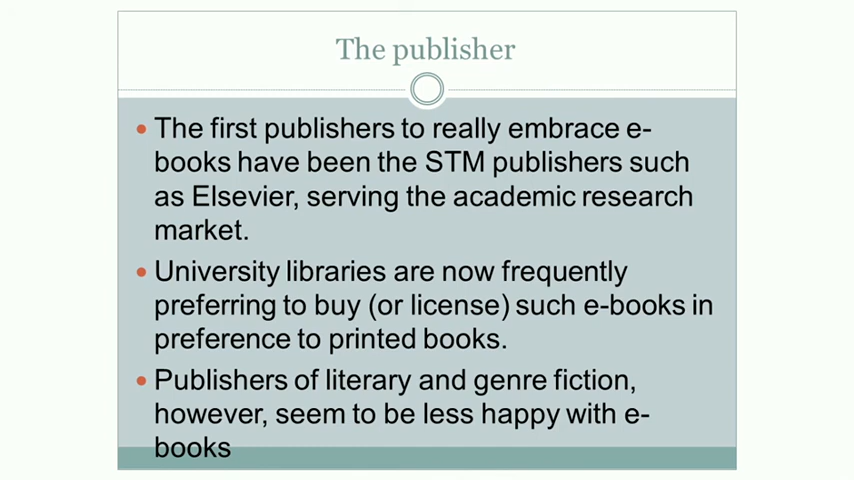 The publisher
The first publishers to really embrace e-
books have been the STM publishers such
as Elsevier, serving the academic research
market.
University libraries are now frequently
preferring to buy (or license) such e-books in
preference to printed books.
Publishers of literary and genre fiction,
however, seem to be less happy with e-
books